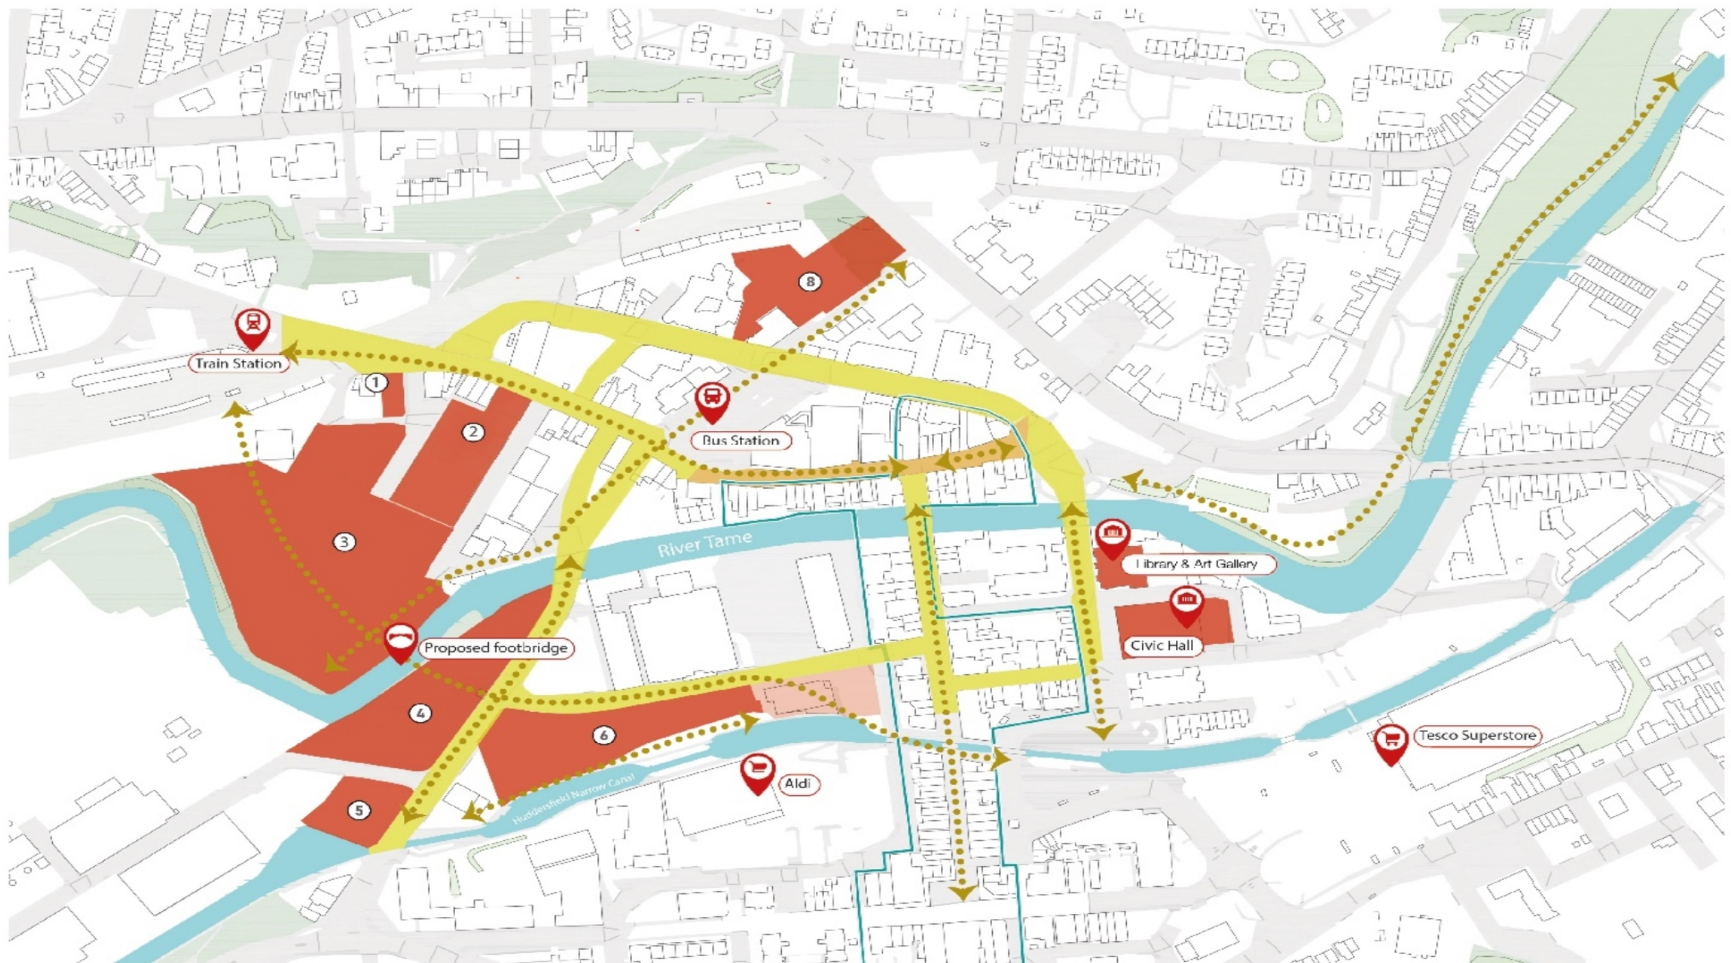 8
Train Station
1
2
Bus Station
3
River Tame
Library & Art Gallery
Proposed footbridge
Civic Hall
4
6
Tesco Superstore
Aldi
5
Huddersfield Narrow Canal